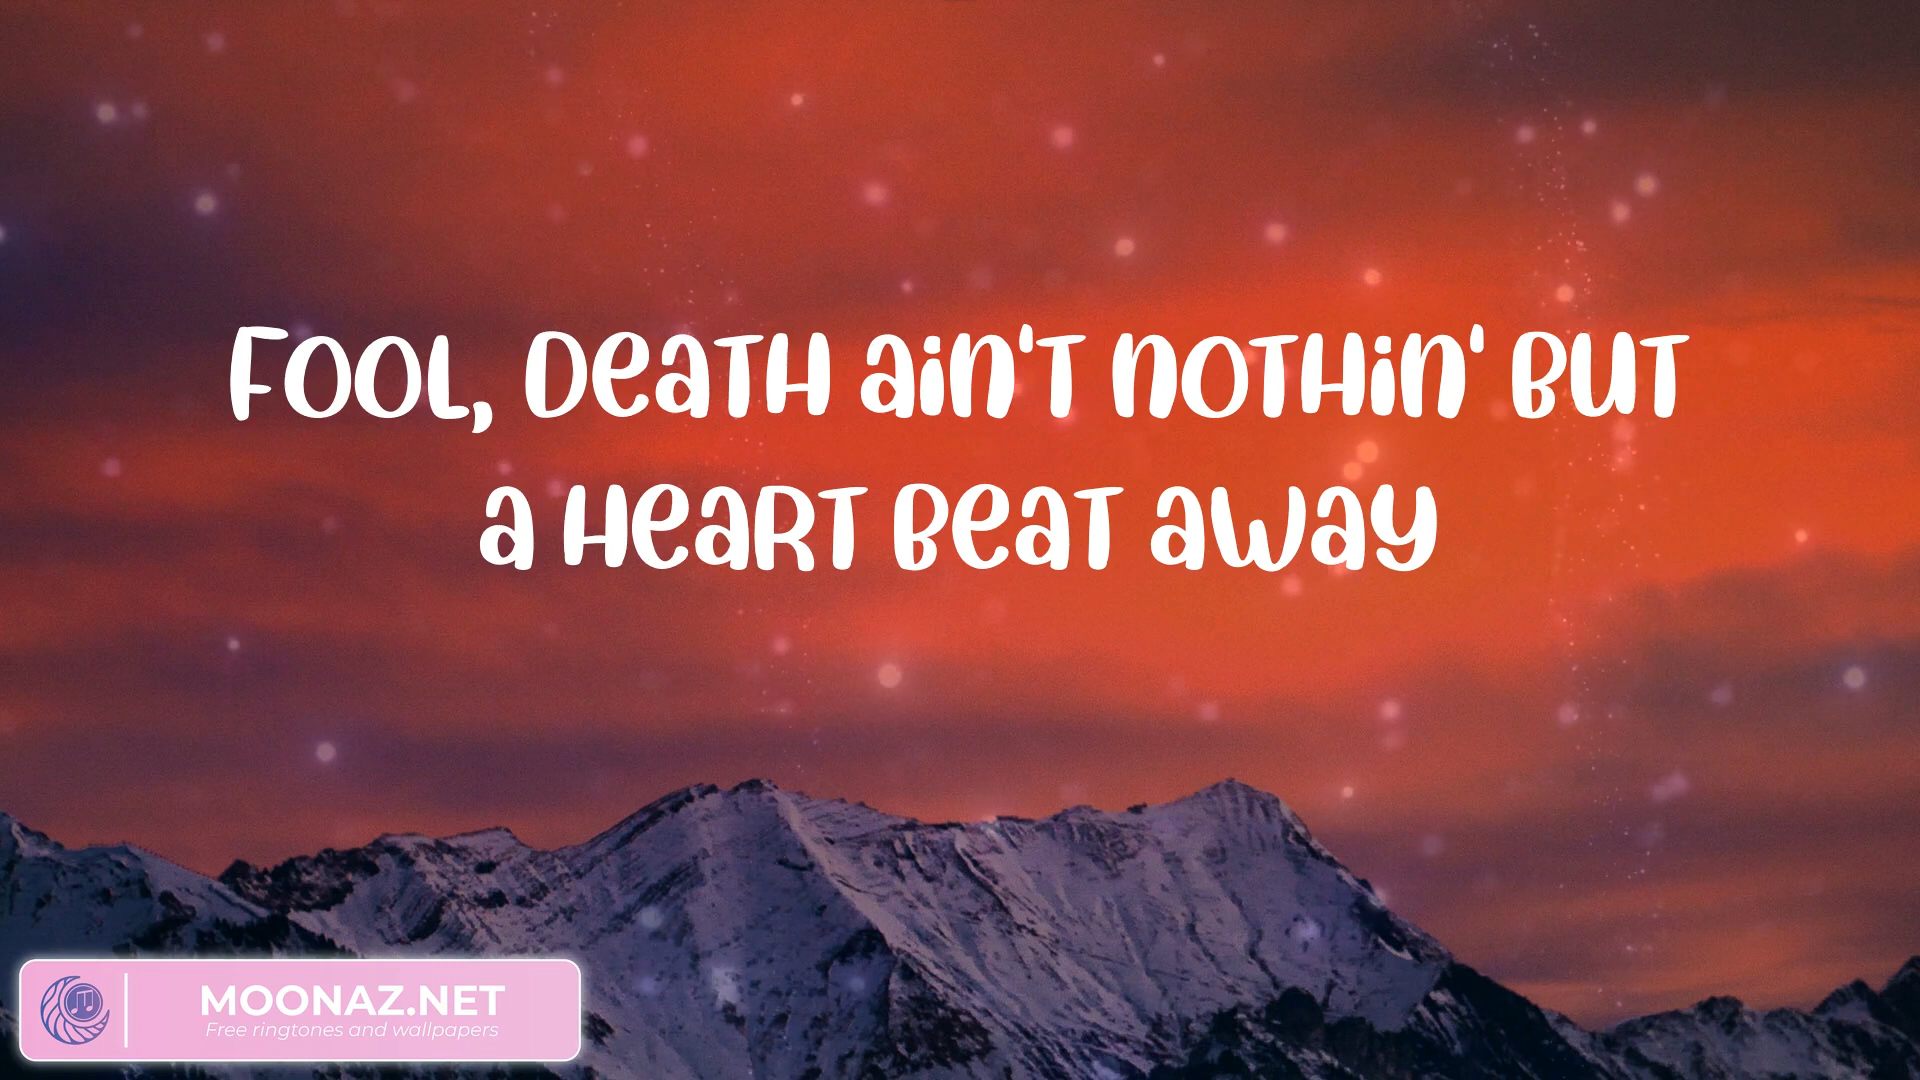 Fool, Death ain't nothin' but
a heart beat away
MOONAZ.NET
Free ringtones and wallpapers